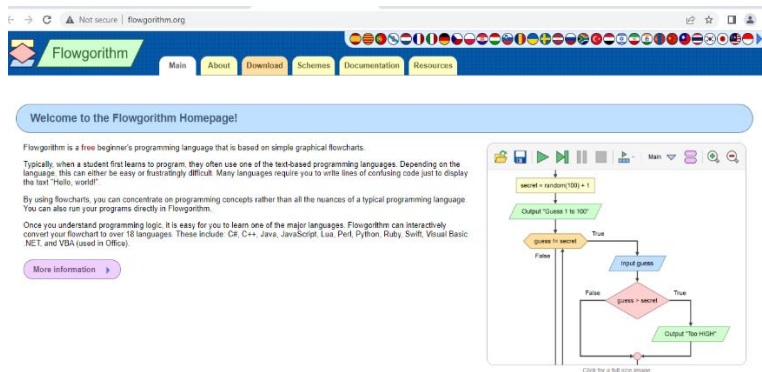 Not secure | flowgorithm.org
Flowgorithm
Main About Download Schemes Documentation Resources
Welcome to the Flowgorithm Homepage!
Flowgorithm is a free beginner's programming language that is based on simple graphical flowcharts.
Typically, when a student first learns to program, they often use one of the text-based programming languages. Depending on the
language, this can either be easy or frustratingly difficult. Many languages require you to write lines of confusing code just to display
the text "Hello, world!".
By using flowcharts, you can concentrate on programming concepts rather than all the nuances of a typical programming language
You can also run your programs directly in Flowgorithm.
Once you understand programming logic, it is easy for you to learn one of the major languages. Flowgorithm can interactively
convert your flowchart to over 18 languages. These include: C#, C++, Java, JavaScript, Lua, Perl, Python, Ruby, Swift, Visual Basic
.NET, and VBA (used in Office).
More information
Main
secret = random(100) + 1
Output "Guess 1 to 100"
guess != secret
True
False
Input guess
False
guess > secret
True
Output "Too HIGH"
Click for a full size image